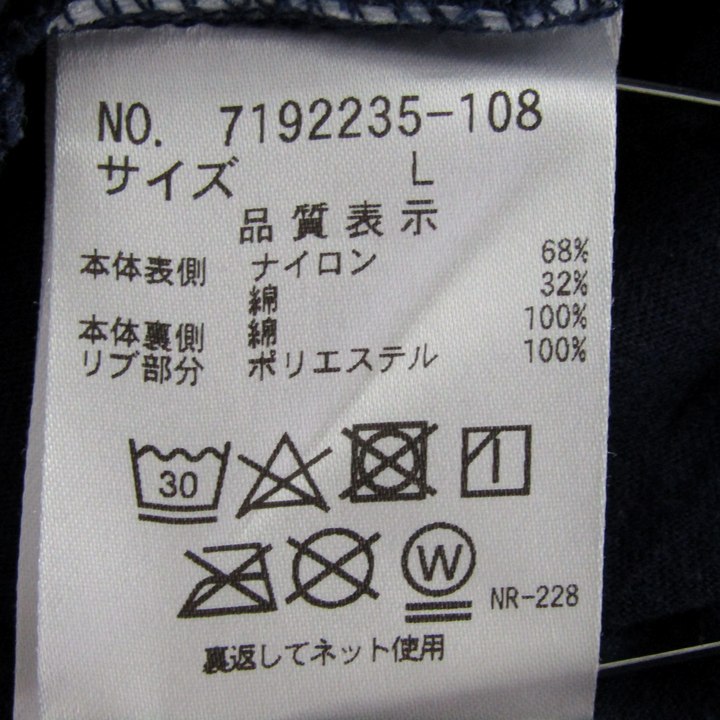 NO. 7192235-108
サイズ L
品質表示
本体表側 ナイロン 68%
綿 32%
本体裏側 綿 100%
リブ部分 ポリエステル 100%
30
W NR-228
裏返してネット使用